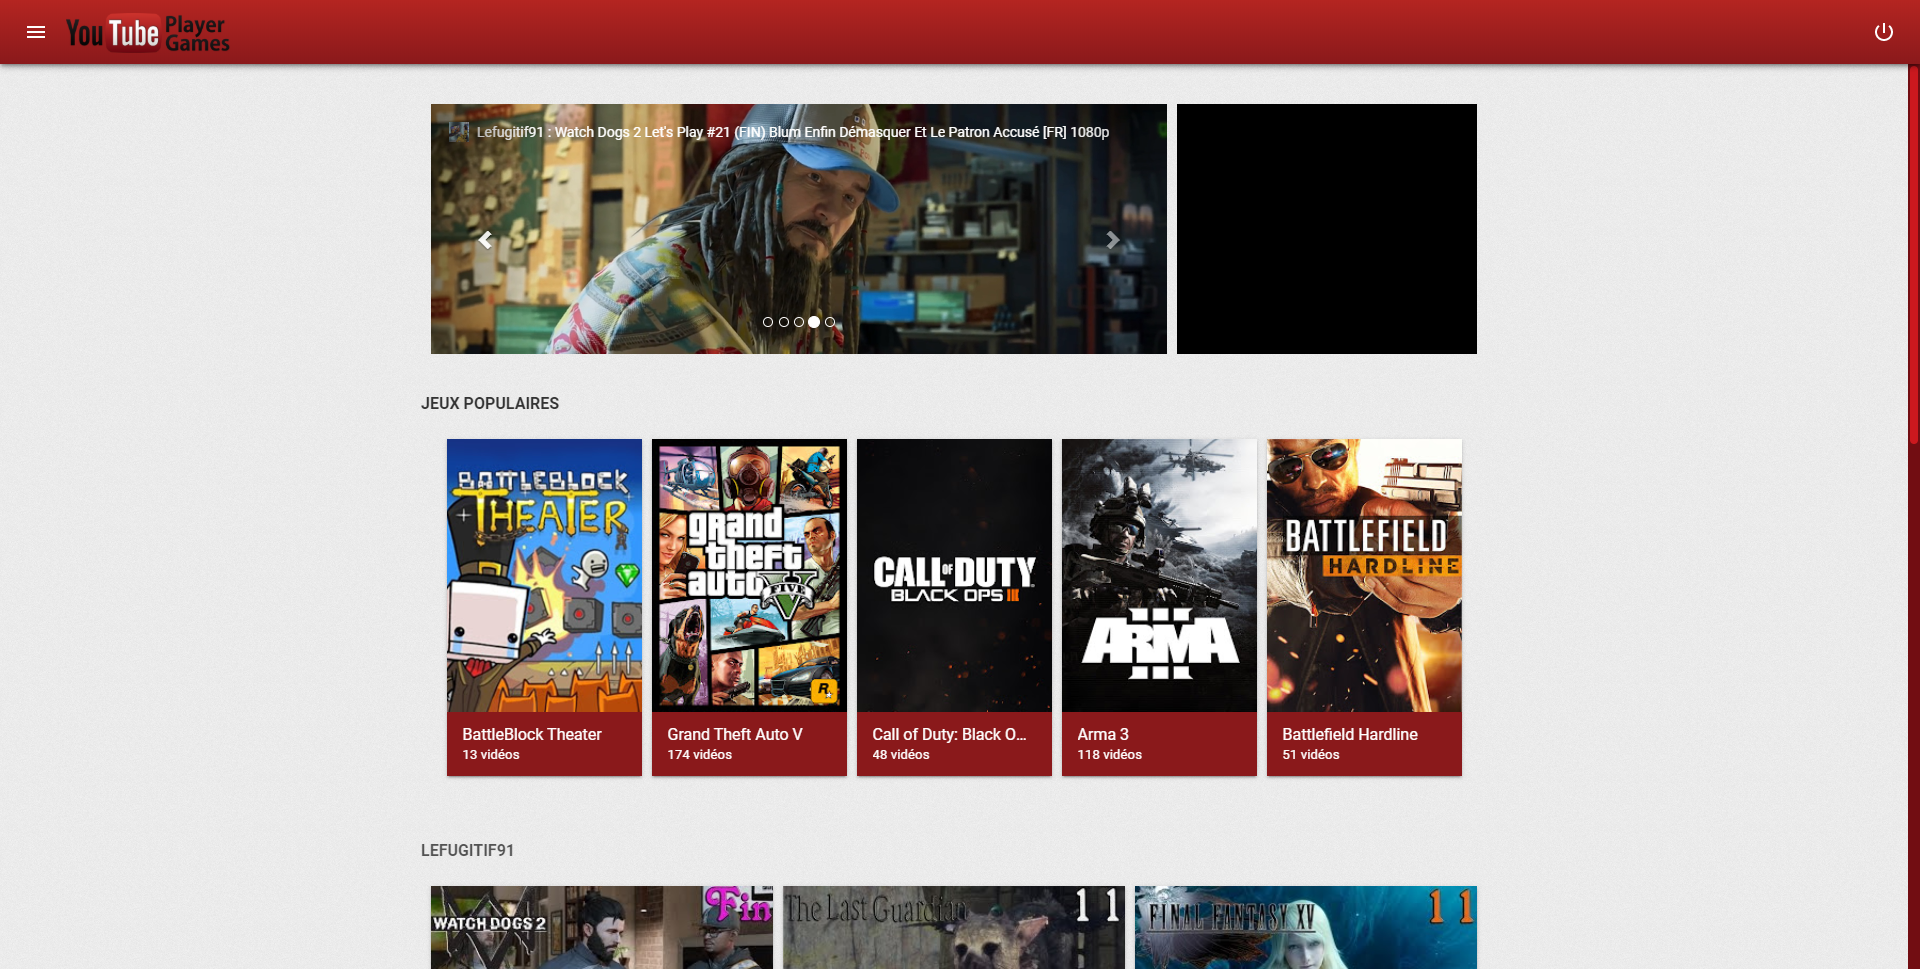 YouTube Player Games
Lefugitif91 : Watch Dogs 2 Let's Play #21 (FIN) Blum Enfin Démasquer Et Le Patron Accusé [FR] 1080p
JEUX POPULAIRES
BATTLEBLOCK
THEATER
grand
theft
auto
FIVE
V
R
CALL OF DUTY
BLACK OPS III
III
ARMA
III
BATTLEFIELD
HARDLINE
BattleBlock Theater
13 vidéos
Grand Theft Auto V
174 vidéos
Call of Duty: Black O...
48 vidéos
Arma 3
118 vidéos
Battlefield Hardline
51 vidéos
LEFUGITIF91
WATCH DOGS 2
Fin
The Last Guardian
11
FINAL FANTASY XV
11